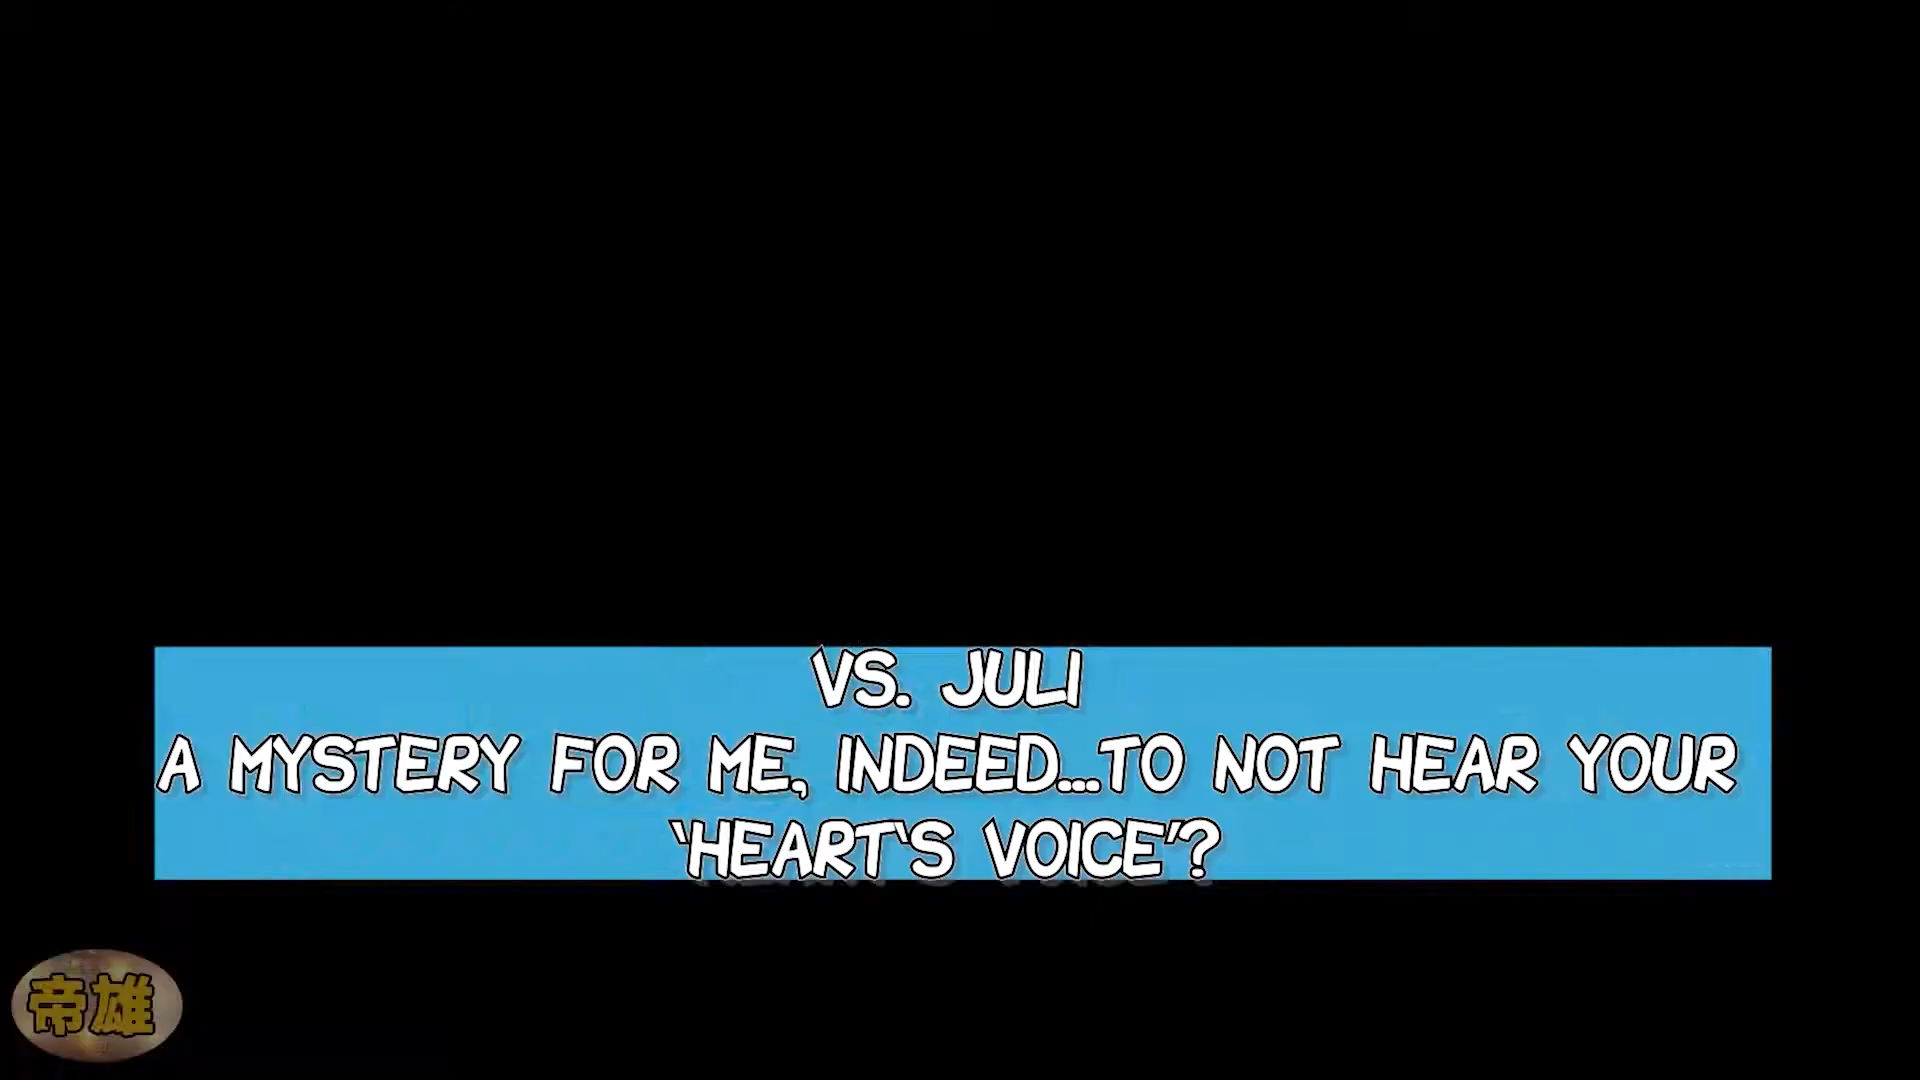 VS. JULI
A MYSTERY FOR ME, INDEED...TO NOT HEAR YOUR
‘HEART‘S VOICE’?
帝雄